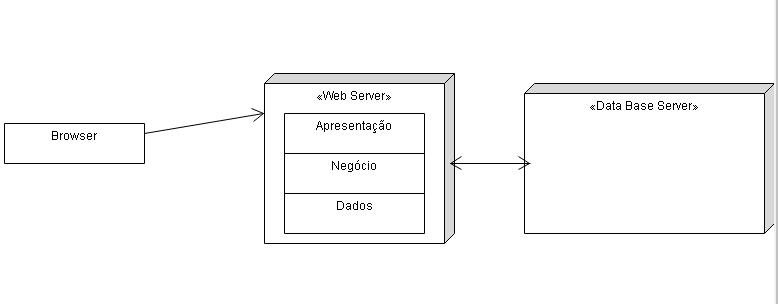 «Web Server»
«Data Base Server»
Browser
Apresentação
Negócio
Dados